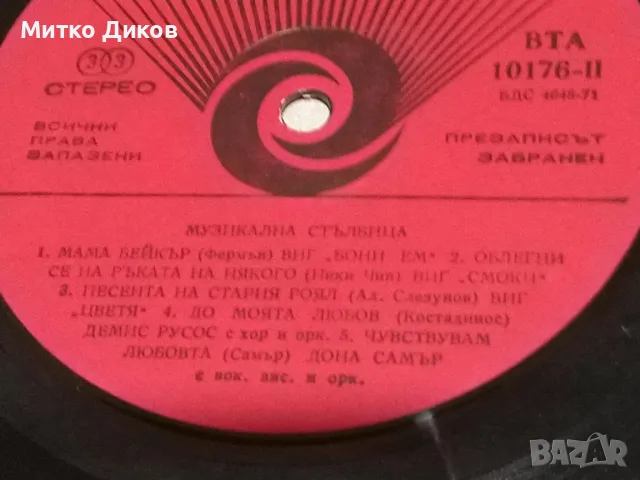 Митко Диков
33
СТЕРЕО
ВСИЧКИ
ПРАВА
ЗАПАЗЕНИ
ВТА
10176-II
БДС 4048-71
ПРЕЗАПИСЪТ
ЗАБРАНЕН
МУЗИКАЛНА СТЪЛБИЦА
1. МАМА БЕЙКЪР (Фермън) ВИГ „БОНИ ЕМ" 2. ОБЛЕГНИ
СЕ НА РЪКАТА НА НЯКОГО (Ники Чин) ВИГ „СМОКИ"
3. ПЕСЕНТА НА СТАРИЯ РОЯЛ (Ал. Слезунов) ВИГ
„ЦВЕТЯ" 4. ДО МОЯТА ЛЮБОВ (Костадинос)
ДЕМИС РУСОС с хор и орк. 5. ЧУВСТВУВАМ
ЛЮБОВТА (Самър) ДОНА САМЪР
с вок. анс. и орк.
BAZAR